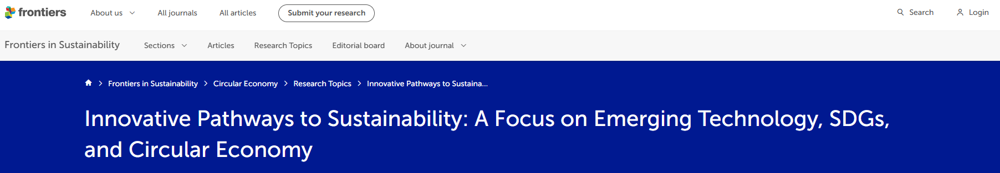 frontiers About us All journals All articles Submit your research Search Login
Frontiers in Sustainability Sections Articles Research Topics Editorial board About journal
Frontiers in Sustainability > Circular Economy > Research Topics > Innovative Pathways to Sustaina...
Innovative Pathways to Sustainability: A Focus on Emerging Technology, SDGs,
and Circular Economy